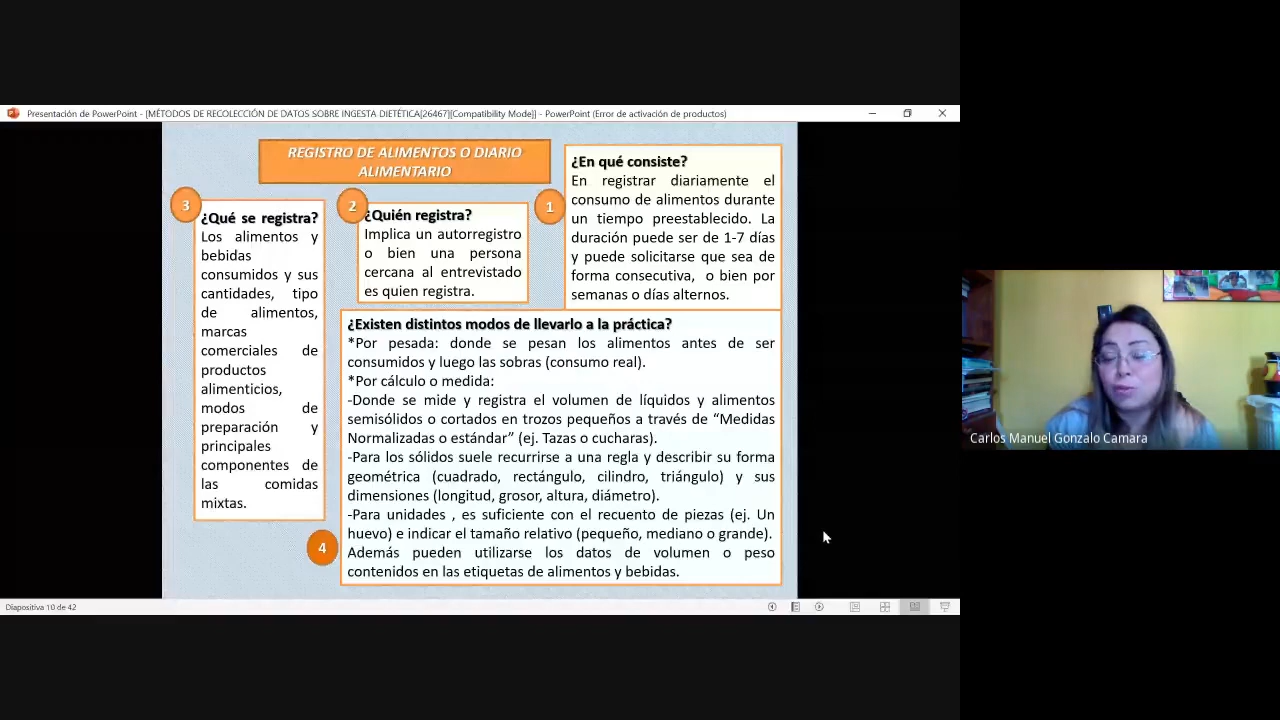 Presentación de PowerPoint - [MÉTODOS DE RECOLECCIÓN DE DATOS SOBRE INGESTA DIETÉTICA[26467][Compatibility Mode]] - PowerPoint (Error de activación de productos)
REGISTRO DE ALIMENTOS O DIARIO
ALIMENTARIO
1
¿En qué consiste?
En registrar diariamente el
consumo de alimentos durante
un tiempo preestablecido. La
duración puede ser de 1-7 días
y puede solicitarse que sea de
forma consecutiva, o bien por
semanas o días alternos.
2
¿Quién registra?
Implica un autorregistro
o bien una persona
cercana al entrevistado
es quien registra.
3
¿Qué se registra?
Los alimentos y
bebidas
consumidos y sus
cantidades, tipo
de alimentos,
marcas
comerciales de
productos
alimenticios,
modos de
preparación y
principales
componentes de
las comidas
mixtas.
4
¿Existen distintos modos de llevarlo a la práctica?
*Por pesada: donde se pesan los alimentos antes de ser
consumidos y luego las sobras (consumo real).
*Por cálculo o medida:
-Donde se mide y registra el volumen de líquidos y alimentos
semisólidos o cortados en trozos pequeños a través de “Medidas
Normalizadas o estándar” (ej. Tazas o cucharas).
-Para los sólidos suele recurrirse a una regla y describir su forma
geométrica (cuadrado, rectángulo, cilindro, triángulo) y sus
dimensiones (longitud, grosor, altura, diámetro).
-Para unidades , es suficiente con el recuento de piezas (ej. Un
huevo) e indicar el tamaño relativo (pequeño, mediano o grande).
Además pueden utilizarse los datos de volumen o peso
contenidos en las etiquetas de alimentos y bebidas.
Diapositiva 10 de 42
Carlos Manuel Gonzalo Camara